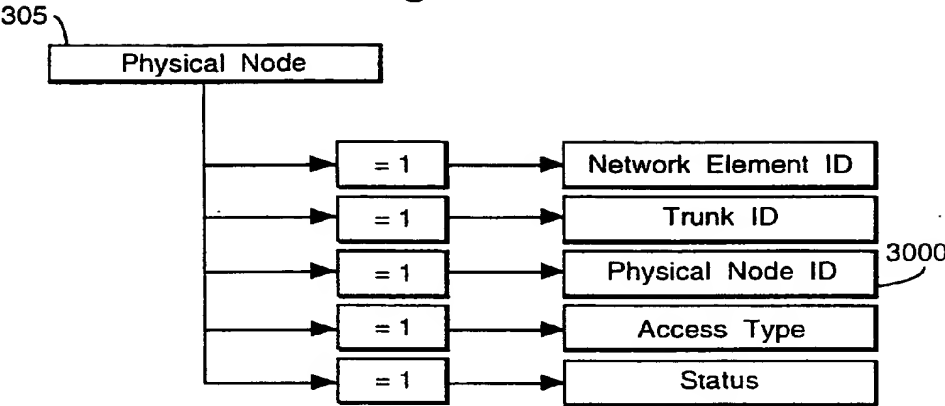 305
Physical Node
= 1 Network Element ID
= 1 Trunk ID
= 1 Physical Node ID 3000
= 1 Access Type
= 1 Status